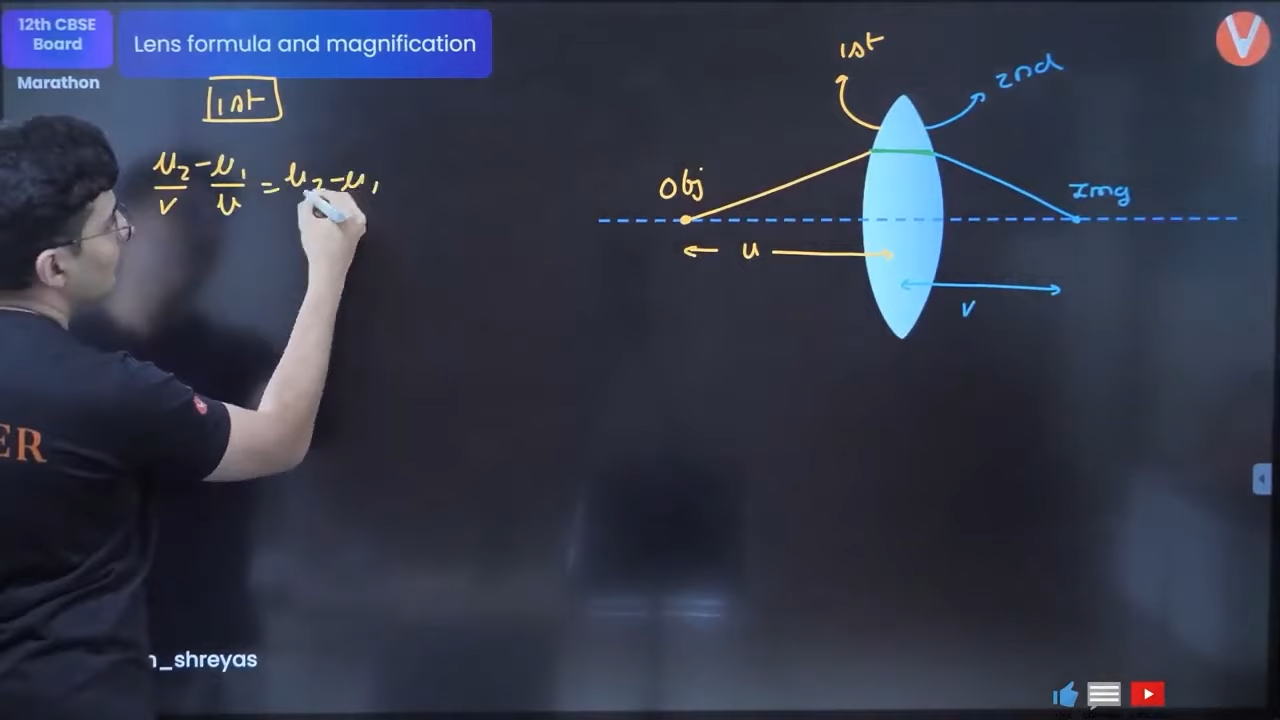 12th CBSE
Board
Marathon
Lens formula and magnification
1st
μ2/v - μ1/u = μ2 - μ1
1st
2nd
Obj
Img
u
v
ER
_shreyas